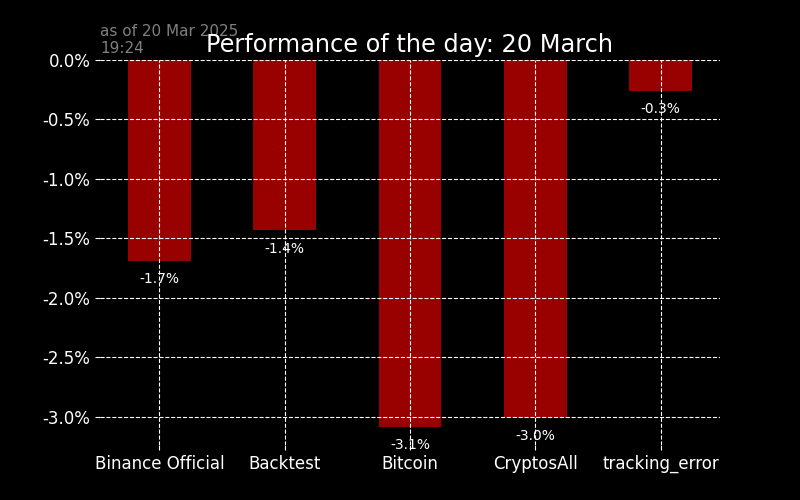 as of 20 Mar 2025
19:24
Performance of the day: 20 March
0.0%
-0.5%
-1.0%
-1.5%
-2.0%
-2.5%
-3.0%
-1.7%
-1.4%
-3.1%
-3.0%
-0.3%
Binance Official
Backtest
Bitcoin
CryptosAll
tracking_error